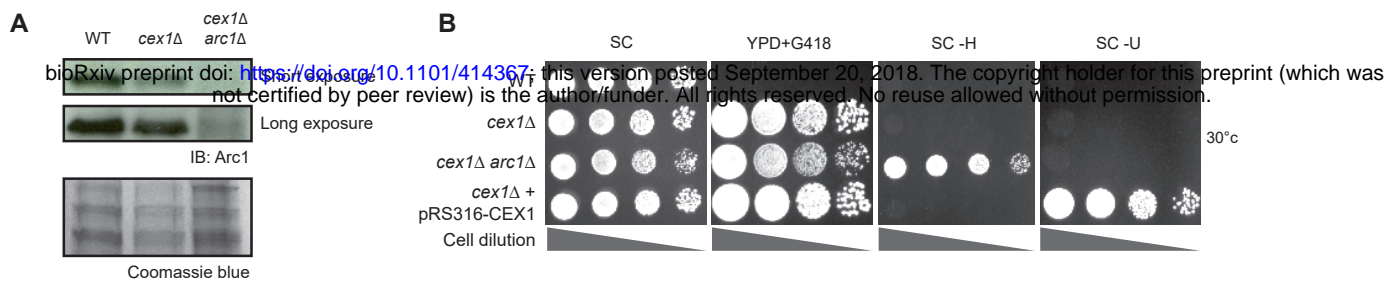 A
WT
cex1Δ
cex1Δ
arc1Δ
Short exposure
Long exposure
IB: Arc1
Coomassie blue
B
SC
YPD+G418
SC -H
SC -U
WT
cex1Δ
cex1Δ arc1Δ
cex1Δ +
pRS316-CEX1
Cell dilution
30°c
bioRxiv preprint doi: https://doi.org/10.1101/414367; this version posted September 20, 2018. The copyright holder for this preprint (which was
not certified by peer review) is the author/funder. All rights reserved. No reuse allowed without permission.